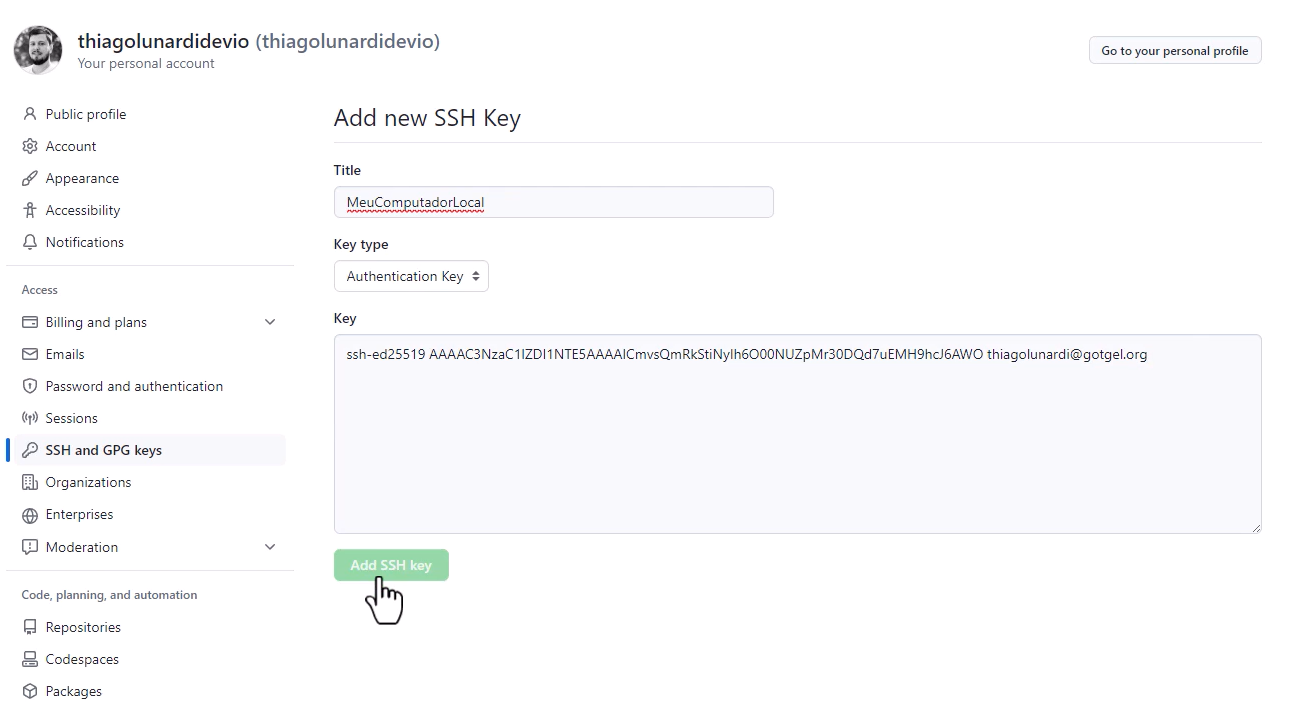 thiagolunardidevio (thiagolunardidevio)
Your personal account
Go to your personal profile
Public profile
Account
Appearance
Accessibility
Notifications
Access
Billing and plans
Emails
Password and authentication
Sessions
SSH and GPG keys
Organizations
Enterprises
Moderation
Code, planning, and automation
Repositories
Codespaces
Packages
Add new SSH Key
Title
MeuComputadorLocal
Key type
Authentication Key
Key
ssh-ed25519 AAAAC3NzaC1lZDI1NTE5AAAAICmvsQmRkStiNylh6O00NUZpMr30DQd7uEMH9hcJ6AWO thiagolunardi@gotgel.org
Add SSH key